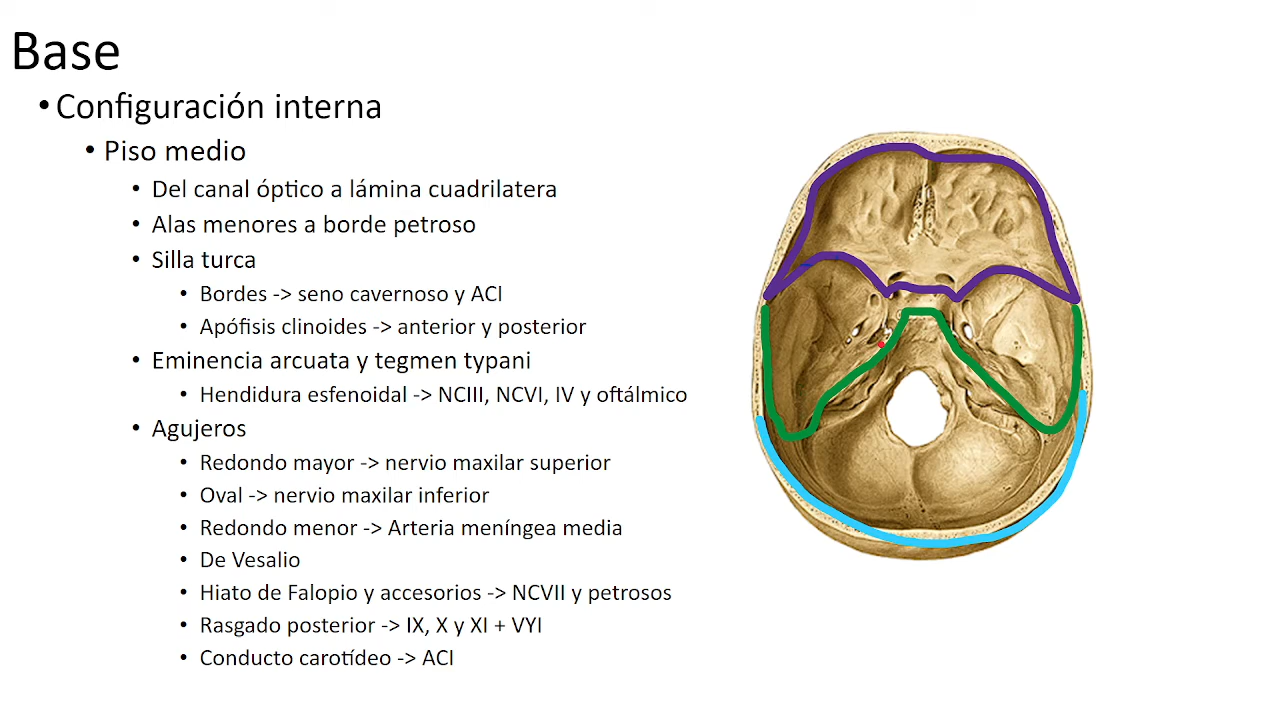 Base
• Configuración interna
• Piso medio
• Del canal óptico a lámina cuadrilatera
• Alas menores a borde petroso
• Silla turca
• Bordes -> seno cavernoso y ACI
• Apófisis clinoides -> anterior y posterior
• Eminencia arcuata y tegmen typani
• Hendidura esfenoidal -> NCIII, NCVI, IV y oftálmico
• Agujeros
• Redondo mayor -> nervio maxilar superior
• Oval -> nervio maxilar inferior
• Redondo menor -> Arteria meníngea media
• De Vesalio
• Hiato de Falopio y accesorios -> NCVII y petrosos
• Rasgado posterior -> IX, X y XI + VYI
• Conducto carotídeo -> ACI